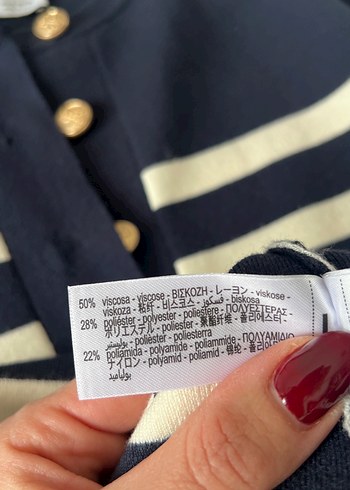 50% viscosa - viscose - ΒΙΣΚΟΖΗ - レーヨン - viskose -
viskoza - 粘纤 - 비스코스 - فسكوز - biskosa
28% poliéster - polyester - poliestere - ΠΟΛΥΕΣΤΕΡΑΣ -
ポリエステル - poliester - 聚酯纤维 - 폴리에스터 -
بوليستير - poliester - poliesterra
22% poliamida - polyamide - poliammide - ΠΟΛΥΑΜΙΔΙΟ -
ナイロン - polyamid - poliamid - 锦纶 - 폴리아미드 -
بولياميد